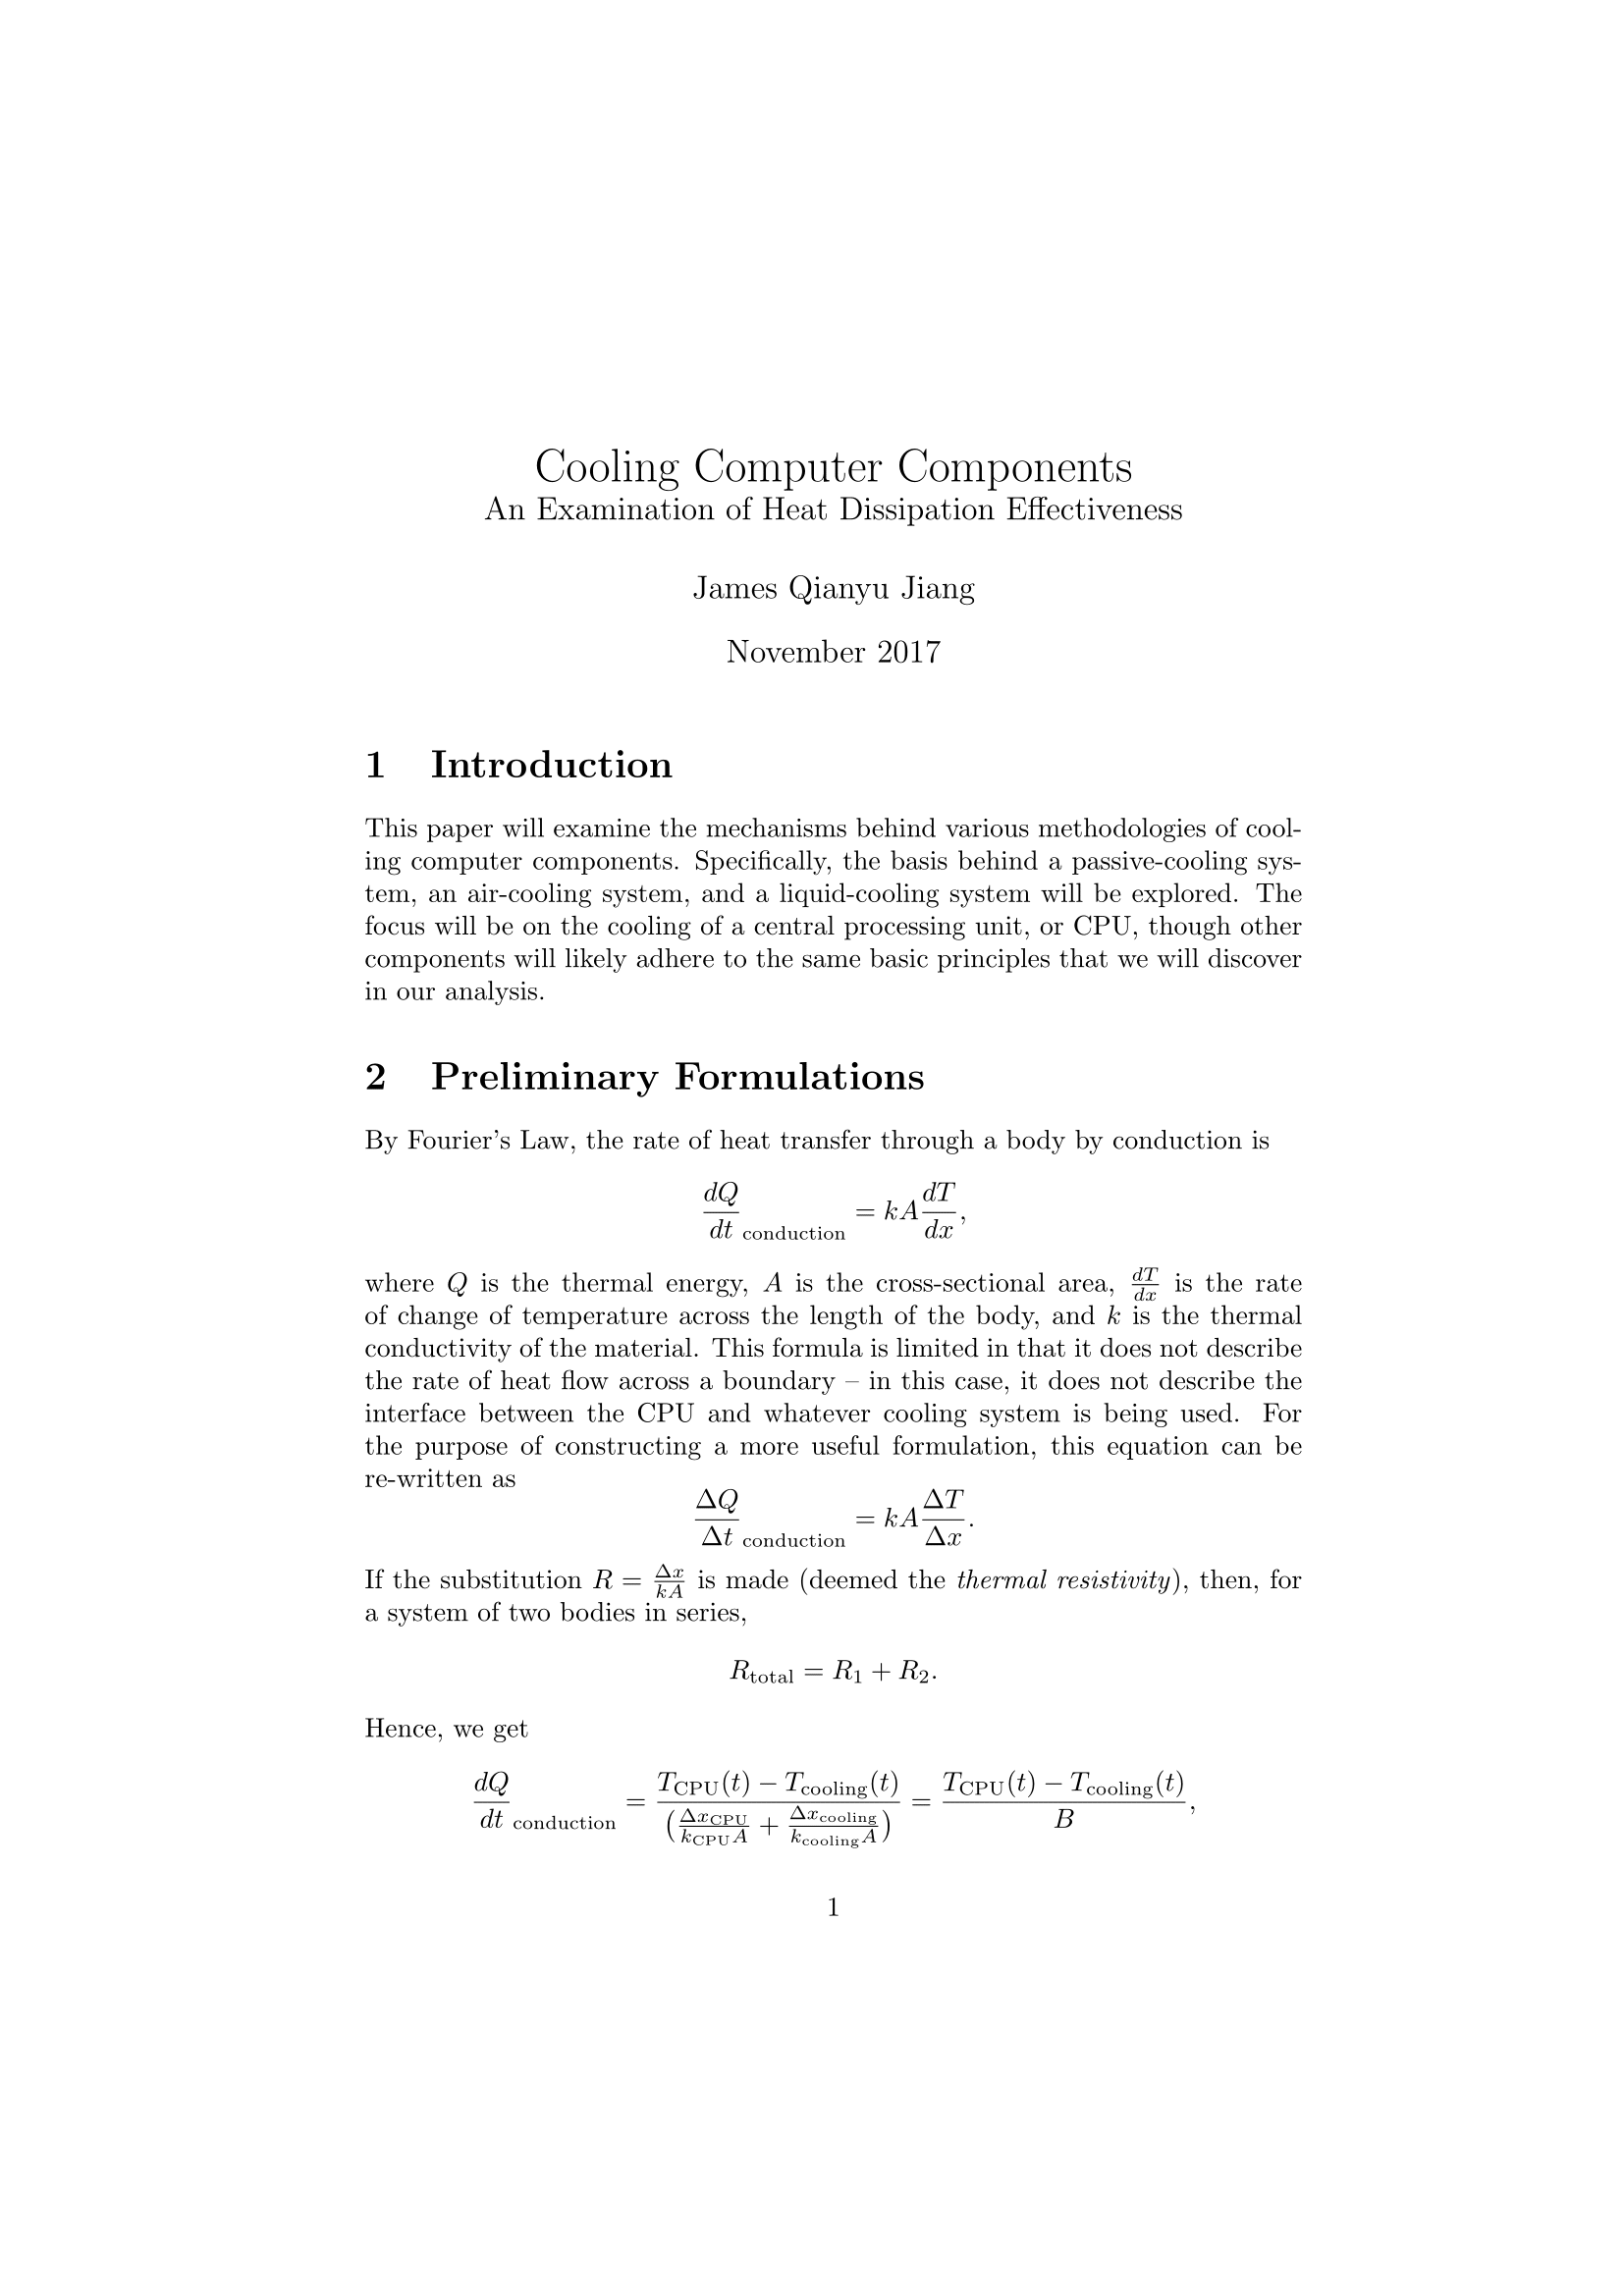 Cooling Computer Components
An Examination of Heat Dissipation Effectiveness
James Qianyu Jiang
November 2017
1 Introduction
This paper will examine the mechanisms behind various methodologies of cool-
ing computer components. Specifically, the basis behind a passive-cooling sys-
tem, an air-cooling system, and a liquid-cooling system will be explored. The
focus will be on the cooling of a central processing unit, or CPU, though other
components will likely adhere to the same basic principles that we will discover
in our analysis.
2 Preliminary Formulations
By Fourier's Law, the rate of heat transfer through a body by conduction is
$\frac{dQ}{dt}_{\text{conduction}} = kA\frac{dT}{dx},$
where $Q$ is the thermal energy, $A$ is the cross-sectional area, $\frac{dT}{dx}$ is the rate
of change of temperature across the length of the body, and $k$ is the thermal
conductivity of the material. This formula is limited in that it does not describe
the rate of heat flow across a boundary – in this case, it does not describe the
interface between the CPU and whatever cooling system is being used. For
the purpose of constructing a more useful formulation, this equation can be
re-written as
$\frac{\Delta Q}{\Delta t}_{\text{conduction}} = kA\frac{\Delta T}{\Delta x}.$
If the substitution $R = \frac{\Delta x}{kA}$ is made (deemed the thermal resistivity), then, for
a system of two bodies in series,
$R_{\text{total}} = R_1 + R_2.$
Hence, we get
$\frac{dQ}{dt}_{\text{conduction}} = \frac{T_{\text{CPU}}(t) - T_{\text{cooling}}(t)}{\left(\frac{\Delta x_{\text{CPU}}}{k_{\text{CPU}}A} + \frac{\Delta x_{\text{cooling}}}{k_{\text{cooling}}A}\right)} = \frac{T_{\text{CPU}}(t) - T_{\text{cooling}}(t)}{B},$
1